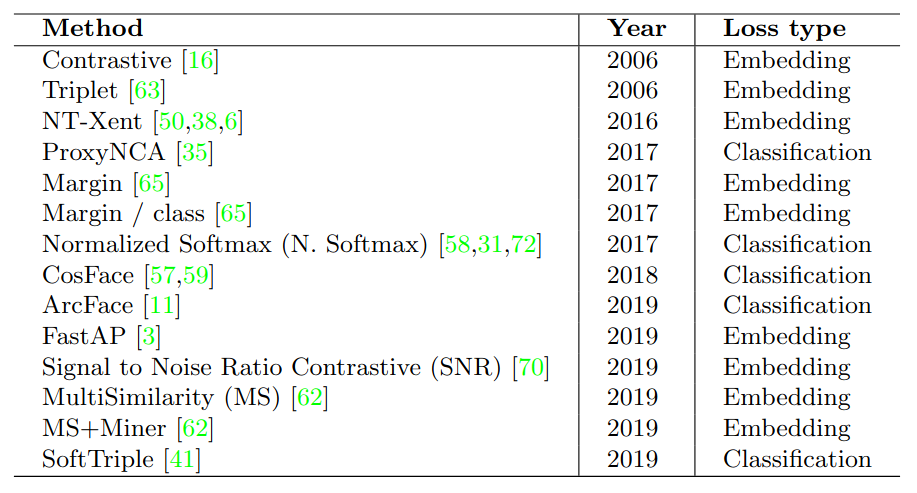 Method Year Loss type
Contrastive [16] 2006 Embedding
Triplet [63] 2006 Embedding
NT-Xent [50,38,6] 2016 Embedding
ProxyNCA [35] 2017 Classification
Margin [65] 2017 Embedding
Margin / class [65] 2017 Embedding
Normalized Softmax (N. Softmax) [58,31,72] 2017 Classification
CosFace [57,59] 2018 Classification
ArcFace [11] 2019 Classification
FastAP [3] 2019 Embedding
Signal to Noise Ratio Contrastive (SNR) [70] 2019 Embedding
MultiSimilarity (MS) [62] 2019 Embedding
MS+Miner [62] 2019 Embedding
SoftTriple [41] 2019 Classification